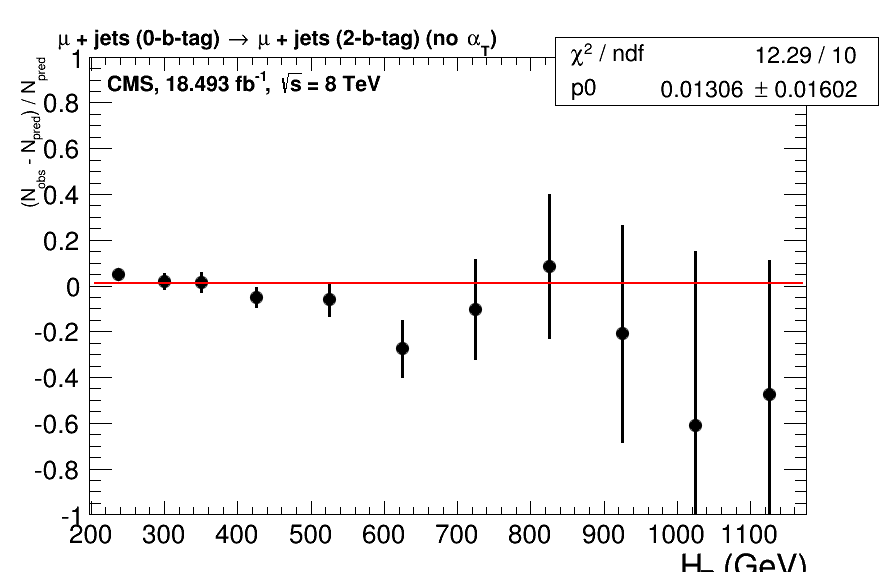 μ + jets (0-b-tag) → μ + jets (2-b-tag) (no α_T)
χ² / ndf 12.29 / 10
p0 0.01306 ± 0.01602
CMS, 18.493 fb⁻¹, √s = 8 TeV
(N_obs - N_pred) / N_pred
1
0.8
0.6
0.4
0.2
0
-0.2
-0.4
-0.6
-0.8
-1
200 300 400 500 600 700 800 900 1000 1100
(GeV)